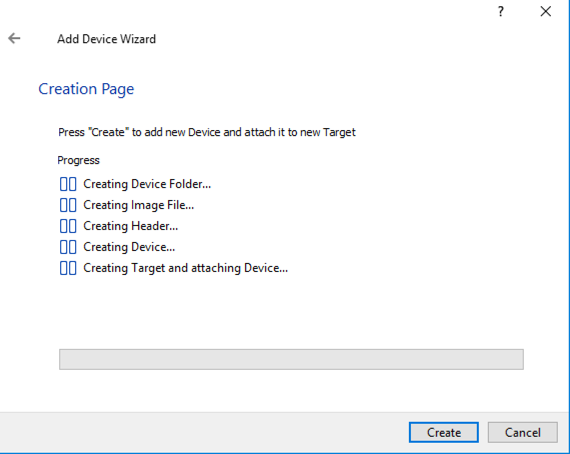 ?
Add Device Wizard
Creation Page
Press "Create" to add new Device and attach it to new Target
Progress
Creating Device Folder...
Creating Image File...
Creating Header...
Creating Device...
Creating Target and attaching Device...
Create Cancel